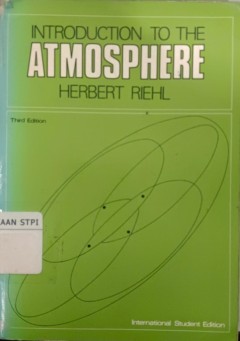 INTRODUCTION TO THE
ATMOSPHERE
HERBERT RIEHL
Third Edition
AAN STPI
International Student Edition